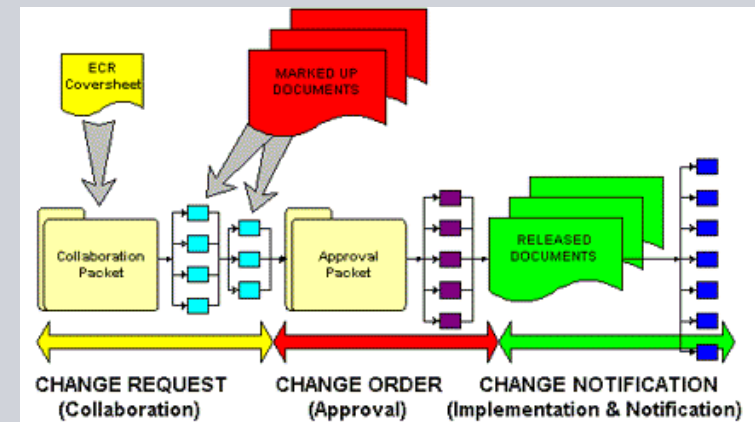 ECR
Coversheet
MARKED UP
DOCUMENTS
Collaboration
Packet
Approval
Packet
RELEASED
DOCUMENTS
CHANGE REQUEST
(Collaboration)
CHANGE ORDER
(Approval)
CHANGE NOTIFICATION
(Implementation & Notification)